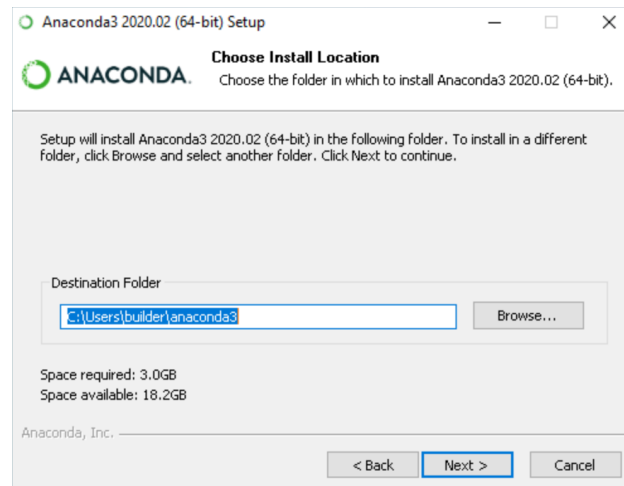 Anaconda3 2020.02 (64-bit) Setup
ANACONDA.
Choose Install Location
Choose the folder in which to install Anaconda3 2020.02 (64-bit).
Setup will install Anaconda3 2020.02 (64-bit) in the following folder. To install in a different
folder, click Browse and select another folder. Click Next to continue.
Destination Folder
C:\Users\builder\anaconda3
Browse...
Space required: 3.0GB
Space available: 18.2GB
Anaconda, Inc.
< Back
Next >
Cancel